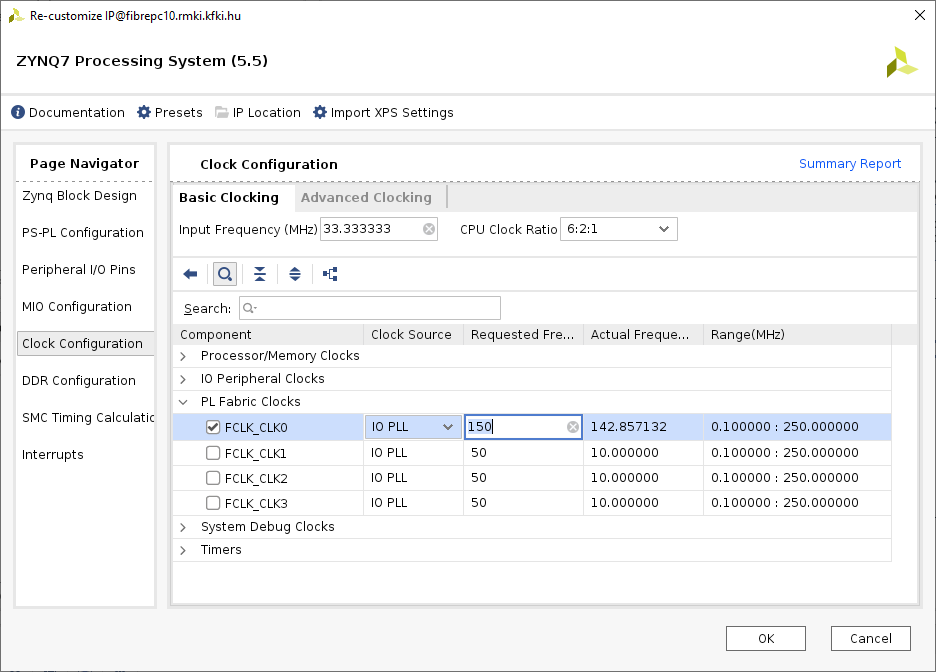 Re-customize IP@fibrepc10.rmki.kfki.hu
ZYNQ7 Processing System (5.5)
Documentation Presets IP Location Import XPS Settings
Page Navigator
Zynq Block Design
PS-PL Configuration
Peripheral I/O Pins
MIO Configuration
Clock Configuration
DDR Configuration
SMC Timing Calculatic
Interrupts
Clock Configuration Summary Report
Basic Clocking Advanced Clocking
Input Frequency (MHz) 33.333333 CPU Clock Ratio 6:2:1
Search:
Component Clock Source Requested Fre... Actual Freque... Range(MHz)
Processor/Memory Clocks
IO Peripheral Clocks
PL Fabric Clocks
FCLK_CLK0 IO PLL 150 142.857132 0.100000 : 250.000000
FCLK_CLK1 IO PLL 50 10.000000 0.100000 : 250.000000
FCLK_CLK2 IO PLL 50 10.000000 0.100000 : 250.000000
FCLK_CLK3 IO PLL 50 10.000000 0.100000 : 250.000000
System Debug Clocks
Timers
OK Cancel